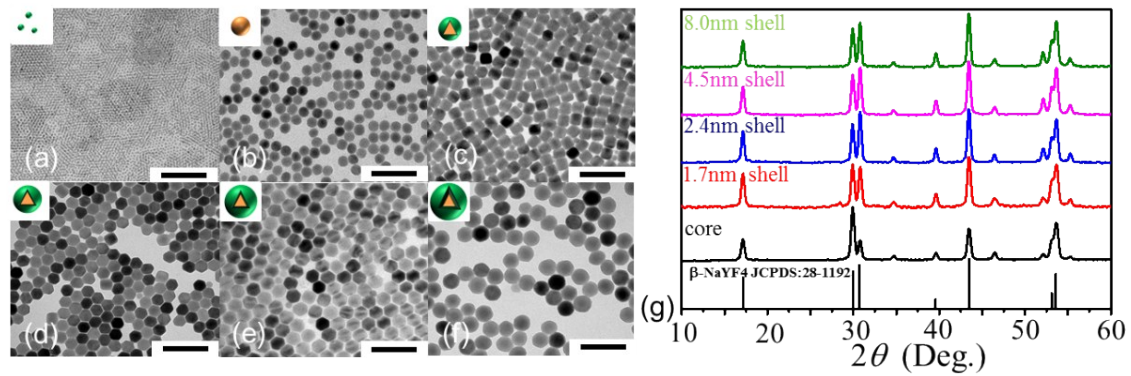 (a)
(b)
(c)
(d)
(e)
(f)
(g)
8.0nm shell
4.5nm shell
2.4nm shell
1.7nm shell
core
β-NaYF4 JCPDS:28-1192
10 20 30 40 50 60
2θ (Deg.)